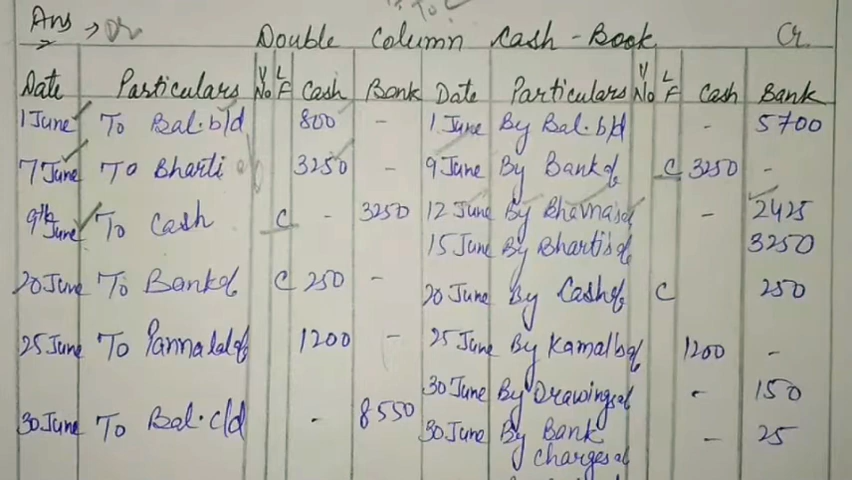 Ans → Dr
Double Column Cash-Book Cr.
Date Particulars V No L F Cash Bank Date Particulars V No L F Cash Bank
1 June To Bal. b/d 800 - 1 June By Bal. b/d - 5700
7 June To Bharti 3250 - 9 June By Bank a/c C 3250 -
9th June To Cash C - 3250 12 June By Bhavna's a/c - 2425
15 June By Bharti's a/c 3250
20 June To Bank a/c C 250 - 20 June By Cash a/c C 250
25 June To Pannalal a/c 1200 - 25 June By Kamalb a/c 1200 -
30 June By Drawings a/c - 150
30 June To Bal. c/d - 8550 30 June By Bank - 25
charges a/c